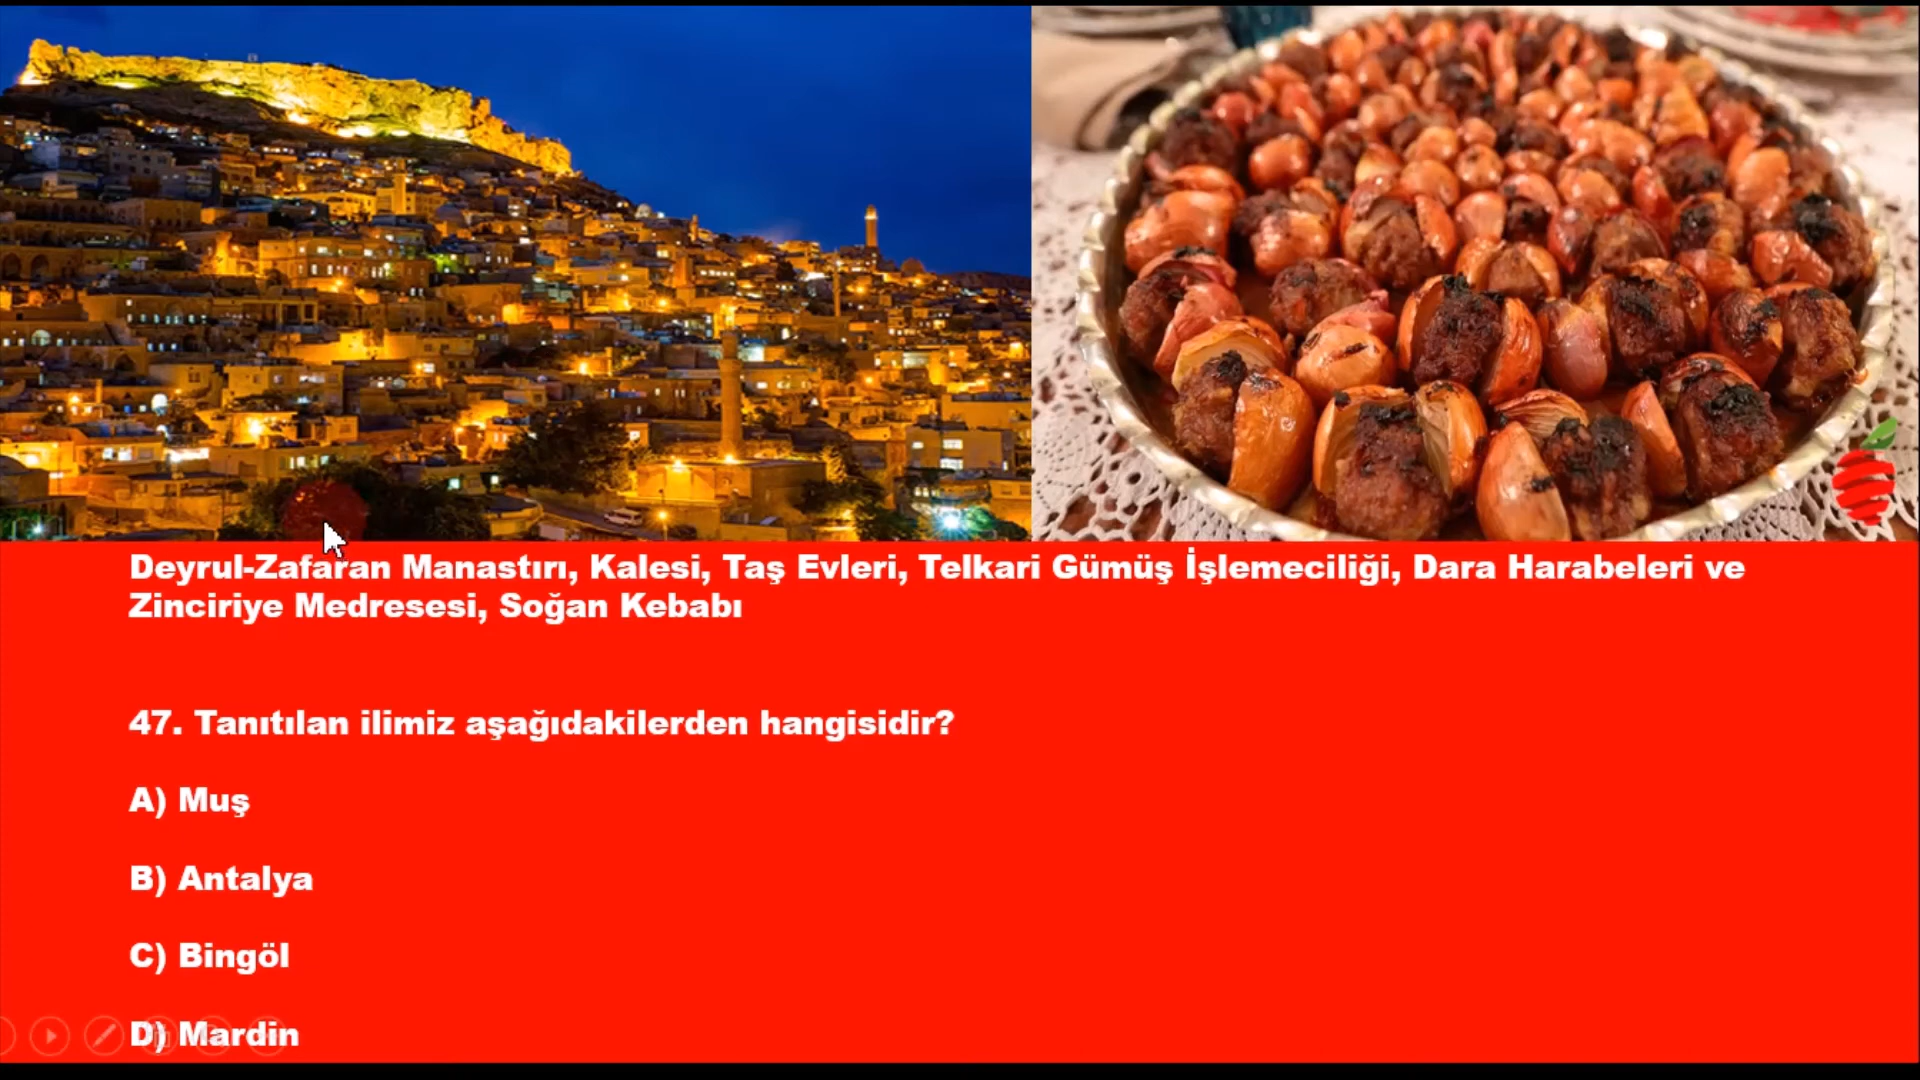 Deyrul-Zafaran Manastırı, Kalesi, Taş Evleri, Telkari Gümüş İşlemeciliği, Dara Harabeleri ve
Zinciriye Medresesi, Soğan Kebabı
47. Tanıtılan ilimiz aşağıdakilerden hangisidir?
A) Muş
B) Antalya
C) Bingöl
D) Mardin